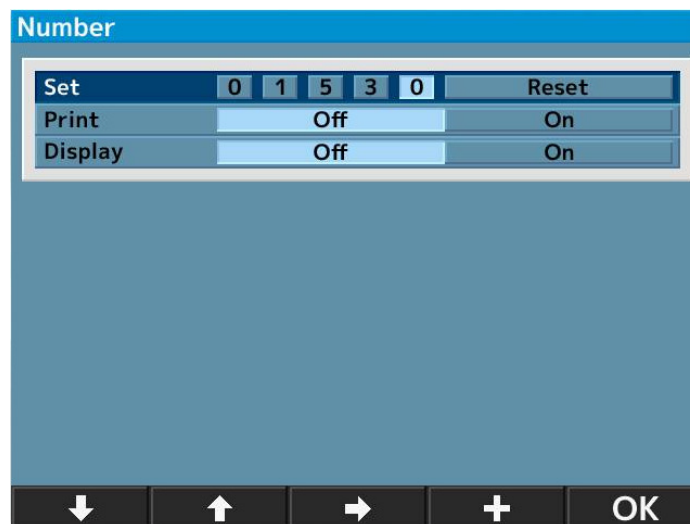 Number
Set 0 1 5 3 0 Reset
Print Off On
Display Off On
OK